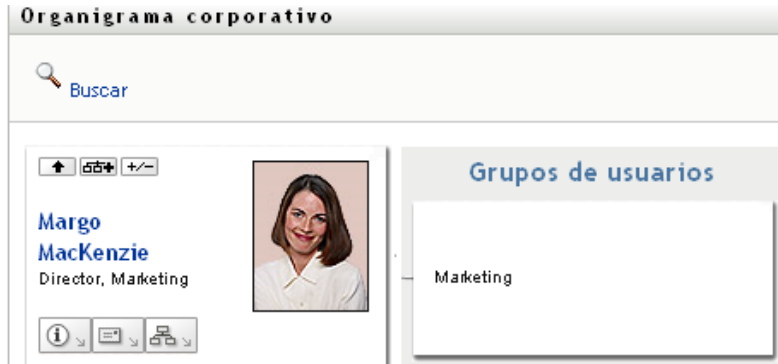 Organigrama corporativo
Buscar
Grupos de usuarios
Margo
MacKenzie
Director, Marketing
Marketing